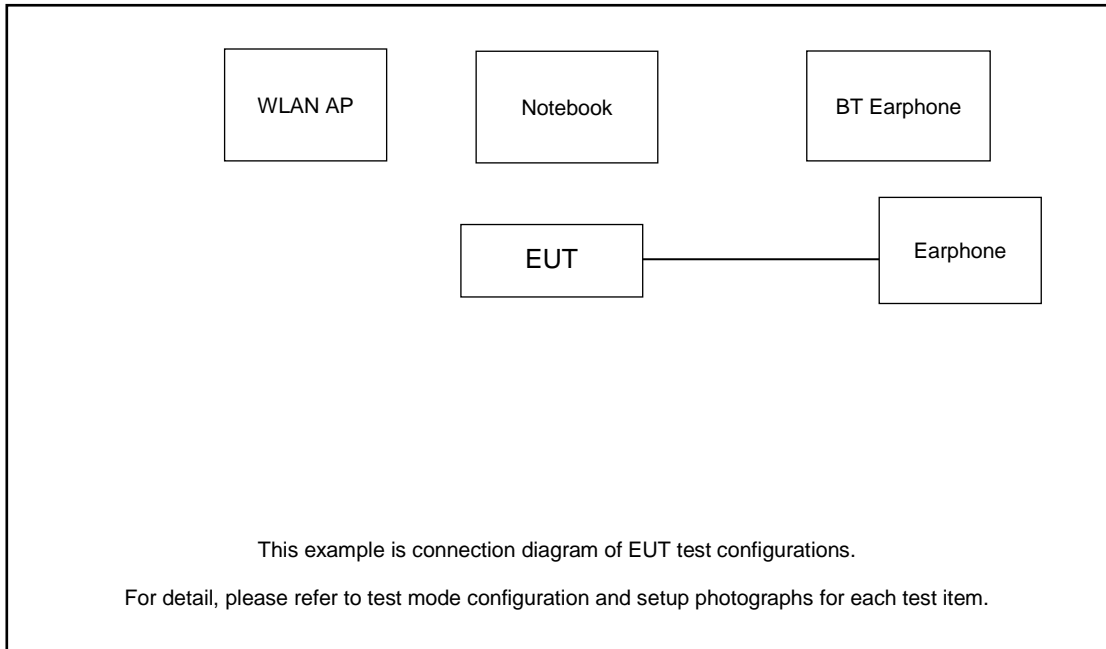 WLAN AP
Notebook
BT Earphone
EUT
Earphone
This example is connection diagram of EUT test configurations.
For detail, please refer to test mode configuration and setup photographs for each test item.